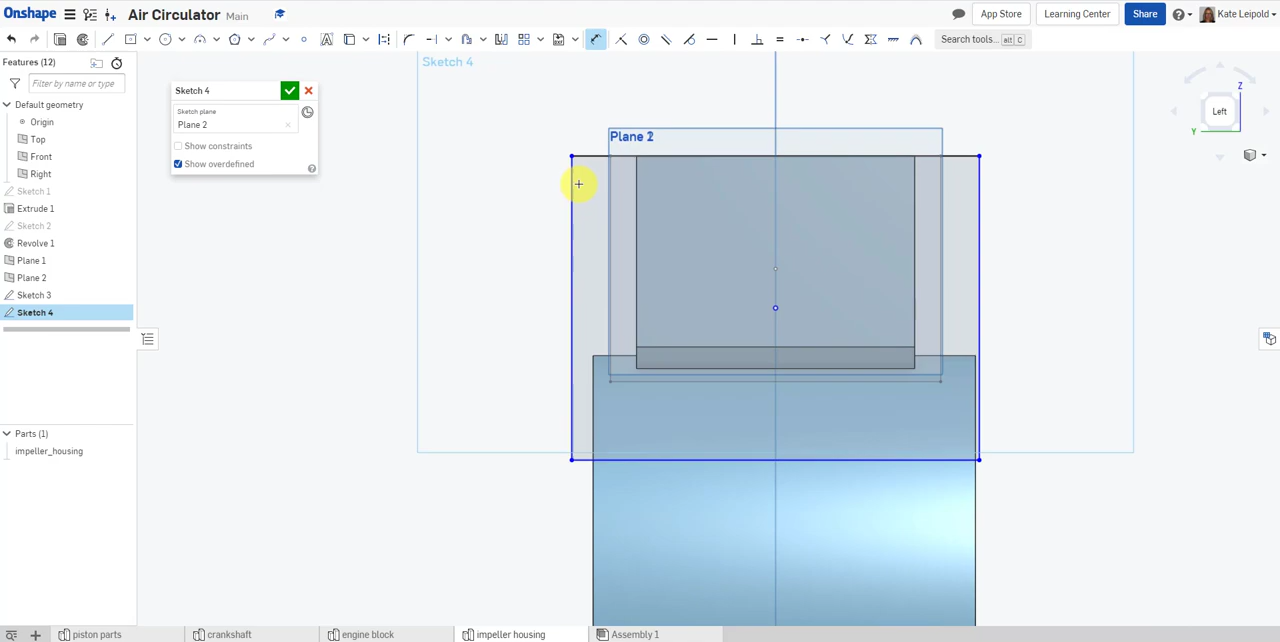 Onshape Air Circulator Main App Store Learning Center Share Kate Leipold
Search tools... alt C
Features (12)
Filter by name or type
Default geometry
Origin
Top
Front
Right
Sketch 1
Extrude 1
Sketch 2
Revolve 1
Plane 1
Plane 2
Sketch 3
Sketch 4
Parts (1)
impeller_housing
Sketch 4
Sketch plane
Plane 2
Show constraints
Show overdefined
Sketch 4
Plane 2
Z
Left
Y
piston parts crankshaft engine block impeller housing Assembly 1